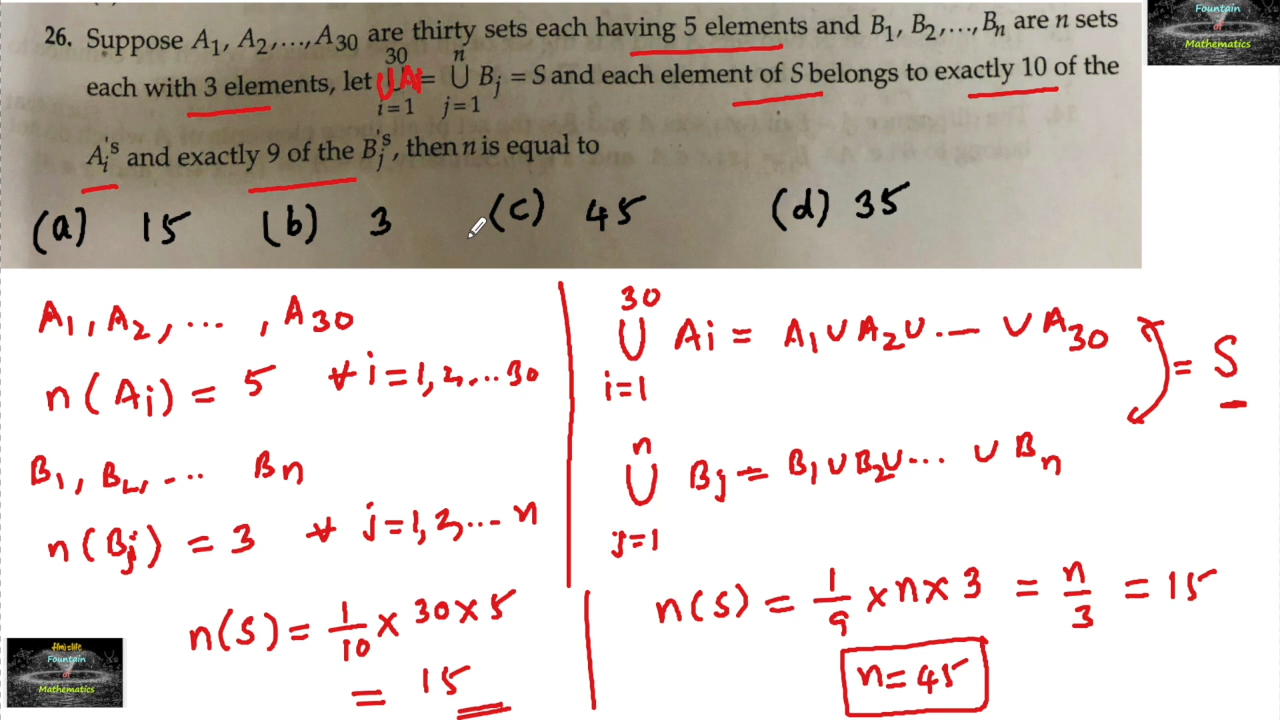 Fountain
of
Mathematics
26. Suppose A₁, A₂,..., A₃₀ are thirty sets each having 5 elements and B₁, B₂,..., Bₙ are n sets
each with 3 elements, let ⋃_{i=1}^{30} Aᵢ = ⋃_{j=1}^{n} Bⱼ = S and each element of S belongs to exactly 10 of the
Aᵢ's and exactly 9 of the Bⱼ's, then n is equal to
(a) 15 (b) 3 (c) 45 (d) 35
A₁, A₂, ... , A₃₀
n(Ai) = 5 ∀ i = 1, 2, ... 30
B₁, B₂, ... Bn
n(Bj) = 3 ∀ j = 1, 2, ... n
n(S) = 1/10 × 30 × 5
= 15
⋃_{i=1}^{30} Ai = A₁ ∪ A₂ ∪ ... ∪ A₃₀
= S
⋃_{j=1}^{n} Bj = B₁ ∪ B₂ ∪ ... ∪ Bn
n(S) = 1/9 × n × 3 = n/3 = 15
n = 45
Fountain
of
Mathematics